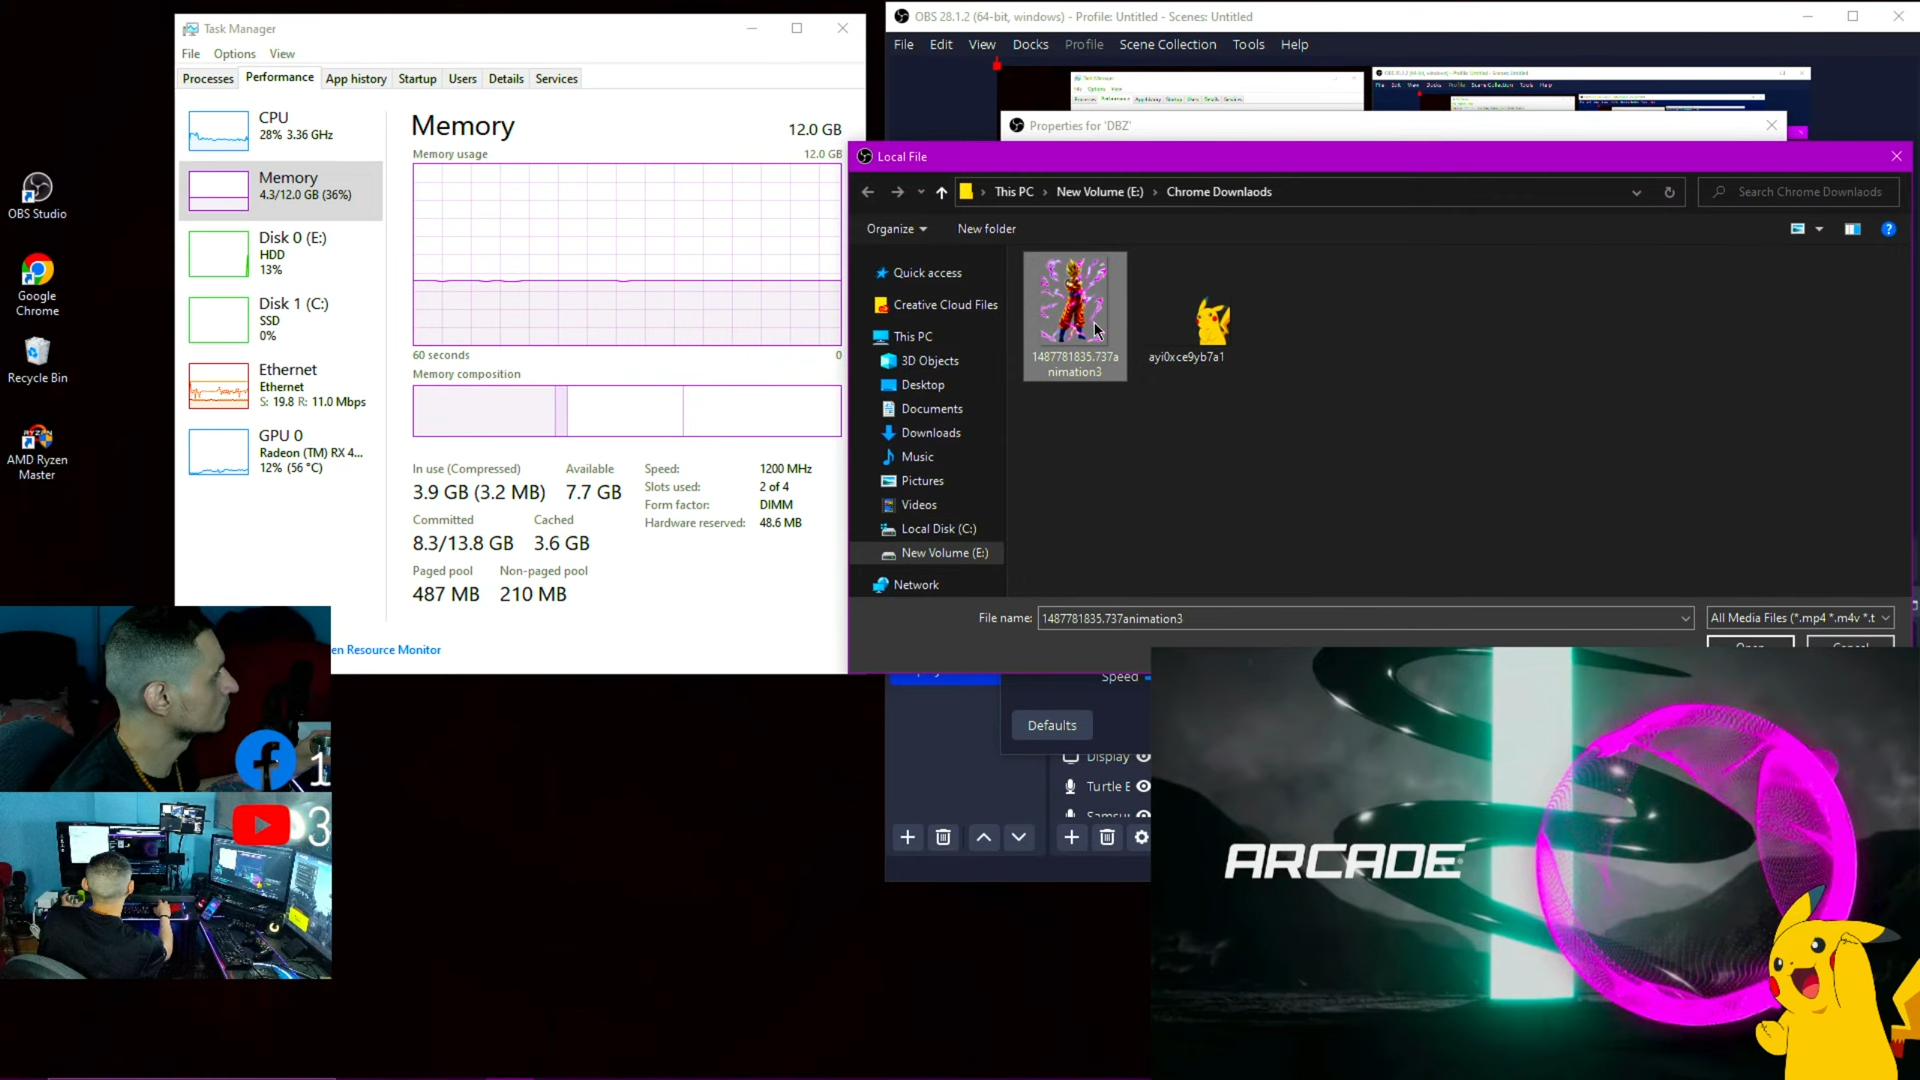 Task Manager
File Options View
Processes Performance App history Startup Users Details Services
CPU
28% 3.36 GHz
Memory
4.3/12.0 GB (36%)
Disk 0 (E:)
HDD
13%
Disk 1 (C:)
SSD
0%
Ethernet
Ethernet
S: 19.8 R: 11.0 Mbps
GPU 0
Radeon (TM) RX 4...
12% (56 °C)
Memory
12.0 GB
Memory usage
12.0 GB
60 seconds
0
Memory composition
In use (Compressed)
3.9 GB (3.2 MB)
Available
7.7 GB
Committed
8.3/13.8 GB
Cached
3.6 GB
Paged pool
487 MB
Non-paged pool
210 MB
Speed: 1200 MHz
Slots used: 2 of 4
Form factor: DIMM
Hardware reserved: 48.6 MB
en Resource Monitor
OBS Studio
Google
Chrome
Recycle Bin
AMD Ryzen
Master
OBS 28.1.2 (64-bit, windows) - Profile: Untitled - Scenes: Untitled
File Edit View Docks Profile Scene Collection Tools Help
Properties for 'DBZ'
Local File
This PC › New Volume (E:) › Chrome Downlaods
Search Chrome Downlaods
Organize
New folder
Quick access
Creative Cloud Files
This PC
3D Objects
Desktop
Documents
Downloads
Music
Pictures
Videos
Local Disk (C:)
New Volume (E:)
Network
1487781835.737a
nimation3
ayi0xce9yb7a1
File name: 1487781835.737animation3
All Media Files (*.mp4 *.m4v *.t
Speed
Defaults
Display
Turtle E
ARCADE
1
3